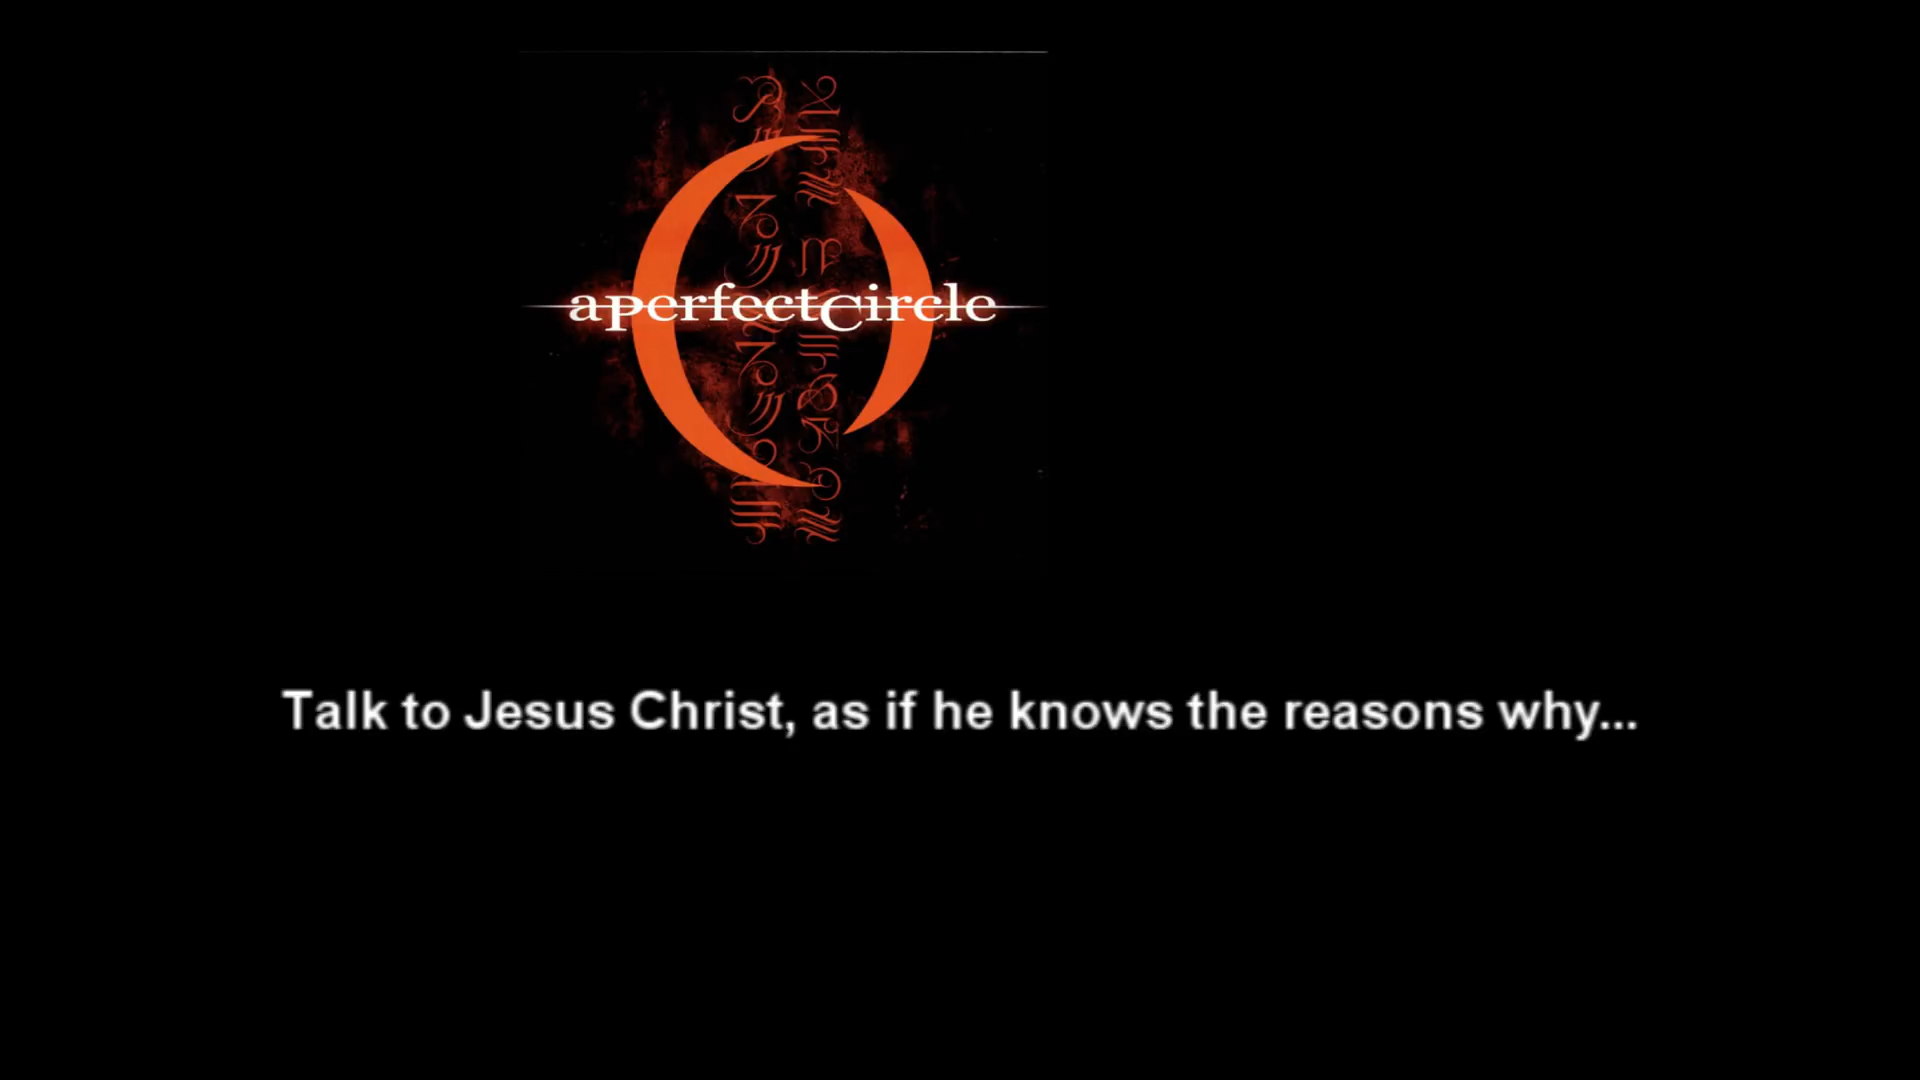 aperfectCircle
Talk to Jesus Christ, as if he knows the reasons why...